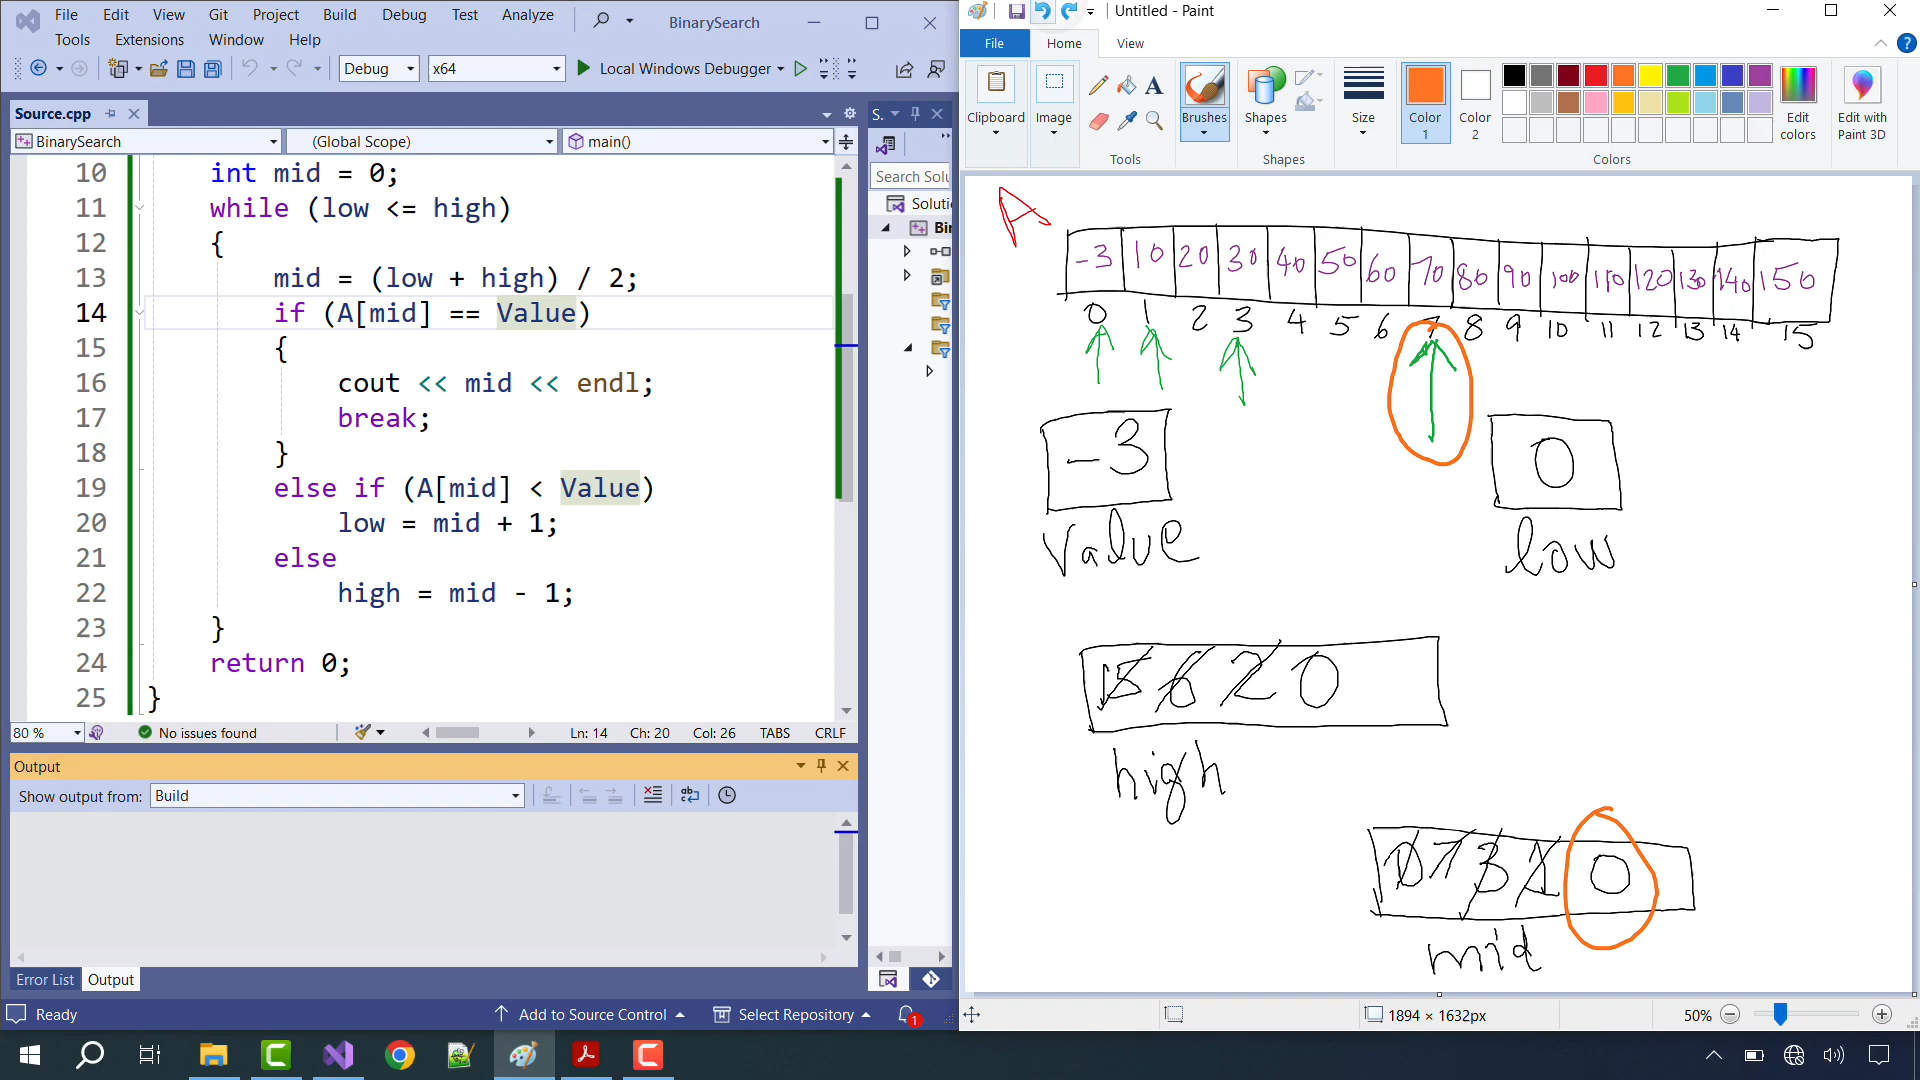 File Edit View Git Project Build Debug Test Analyze BinarySearch
Tools Extensions Window Help
Debug x64 Local Windows Debugger
Source.cpp S.
BinarySearch (Global Scope) main()
Search Solu
Soluti
Bin
10 int mid = 0;
11 while (low <= high)
12 {
13 mid = (low + high) / 2;
14 if (A[mid] == Value)
15 {
16 cout << mid << endl;
17 break;
18 }
19 else if (A[mid] < Value)
20 low = mid + 1;
21 else
22 high = mid - 1;
23 }
24 return 0;
25 }
80 % No issues found Ln: 14 Ch: 20 Col: 26 TABS CRLF
Output
Show output from: Build
Error List Output
Ready Add to Source Control Select Repository 1
Untitled - Paint
File Home View
Clipboard Image Brushes Shapes Size Color 1 Color 2 Edit colors Edit with Paint 3D
Tools Shapes Colors
A
-3 10 20 30 40 50 60 70 80 90 100 110 120 130 140 150
0 1 2 3 4 5 6 7 8 9 10 11 12 13 14 15
-3 0
Value low
15 6 2 0
high
0 7 3 1 0
mid
1894 × 1632px 50%